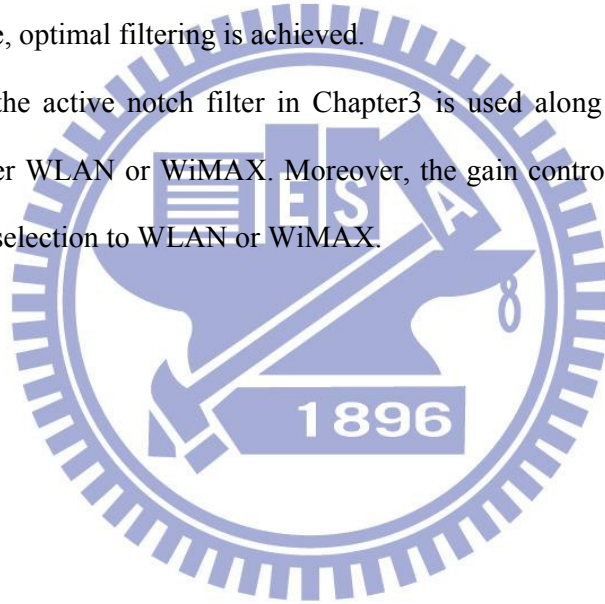 e, optimal filtering is achieved.
the active notch filter in Chapter3 is used along
er WLAN or WiMAX. Moreover, the gain contro
selection to WLAN or WiMAX.
E S A
1896